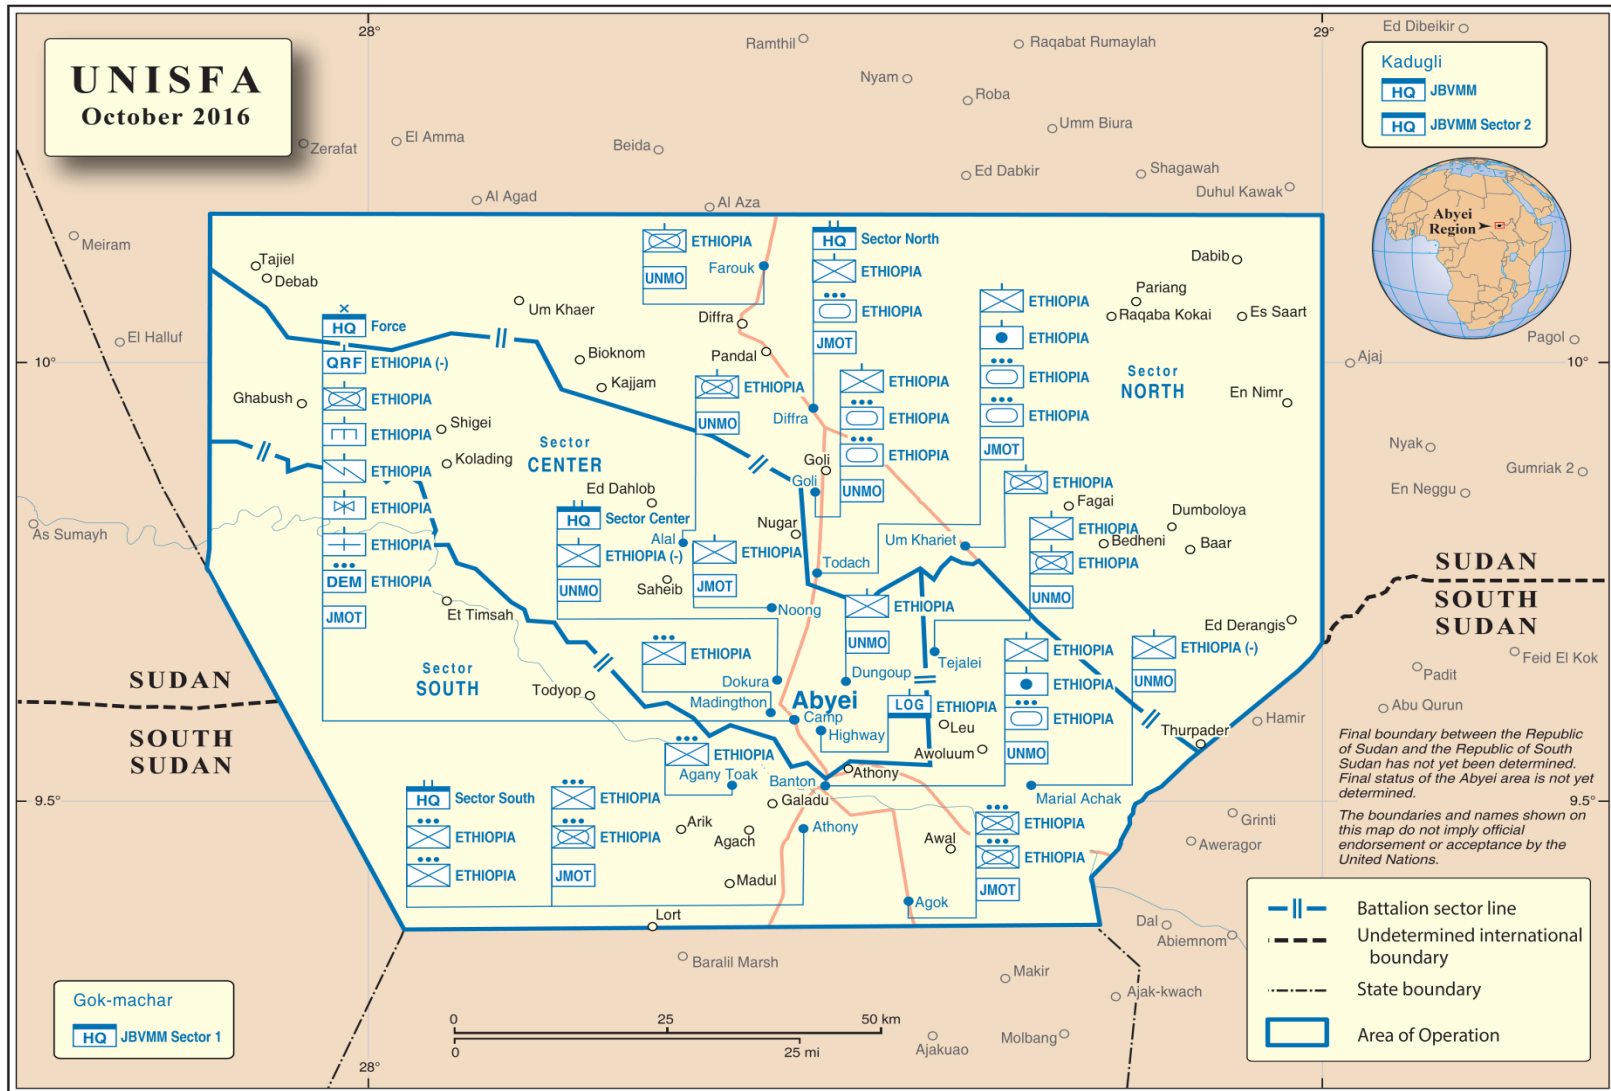 28°
29°
UNISFA
October 2016
Ramthil
Raqabat Rumaylah
Ed Dibeikir
Nyam
Roba
Umm Biura
Zerafat
El Amma
Beida
Ed Dabkir
Shagawah
Duhul Kawak
Al Agad
Al Aza
Meiram
El Halluf
As Sumayh
Kadugli
HQ JBVMM
HQ JBVMM Sector 2
Abyei
Region
Pagol
Ajaj
10°
10°
Nyak
Gumriak 2
En Neggu
Tajiel
Debab
Um Khaer
Bioknom
Kajjam
Ghabush
Shigei
Kolading
Ed Dahlob
Saheib
Et Timsah
Todyop
HQ Force
QRF ETHIOPIA (-)
ETHIOPIA
ETHIOPIA
ETHIOPIA
ETHIOPIA
ETHIOPIA
DEM ETHIOPIA
JMOT
ETHIOPIA
UNMO
Farouk
Diffra
Pandal
HQ Sector North
ETHIOPIA
ETHIOPIA
JMOT
Diffra
ETHIOPIA
UNMO
Alal
ETHIOPIA
ETHIOPIA
ETHIOPIA
UNMO
Goli
Goli
Nugar
ETHIOPIA
ETHIOPIA
ETHIOPIA
ETHIOPIA
JMOT
Todach
Dabib
Pariang
Raqaba Kokai
Es Saart
Sector
NORTH
En Nimr
ETHIOPIA
Um Khariet
Fagai
Dumboloya
Bedheni
Baar
ETHIOPIA
ETHIOPIA
UNMO
Tejalei
Ed Derangis
Sector
CENTER
HQ Sector Center
ETHIOPIA (-)
UNMO
Dokura
ETHIOPIA
JMOT
Noong
ETHIOPIA
UNMO
Dungoup
ETHIOPIA
Madingthon
Abyei
Camp
Highway
LOG ETHIOPIA
Leu
Awoluum
ETHIOPIA
ETHIOPIA
ETHIOPIA
UNMO
Banton
ETHIOPIA (-)
UNMO
Marial Achak
Thurpader
Sector
SOUTH
ETHIOPIA
Agany Toak
Athony
Galadu
Arik
Agach
Madul
Athony
Awal
Lort
HQ Sector South
ETHIOPIA
ETHIOPIA
ETHIOPIA
ETHIOPIA
JMOT
ETHIOPIA
ETHIOPIA
JMOT
Agok
SUDAN
SOUTH
SUDAN
SUDAN
SOUTH
SUDAN
Feid El Kok
Padit
Abu Qurun
Hamir
Final boundary between the Republic
of Sudan and the Republic of South
Sudan has not yet been determined.
Final status of the Abyei area is not yet
determined.
9.5°
9.5°
The boundaries and names shown on
this map do not imply official
endorsement or acceptance by the
United Nations.
Grinti
Aweragor
Dal
Abiemnom
Baralil Marsh
Makir
Ajak-kwach
Ajakuao
Molbang
Battalion sector line
Undetermined international
boundary
State boundary
Area of Operation
Gok-machar
HQ JBVMM Sector 1
0 25 50 km
0 25 mi
28°